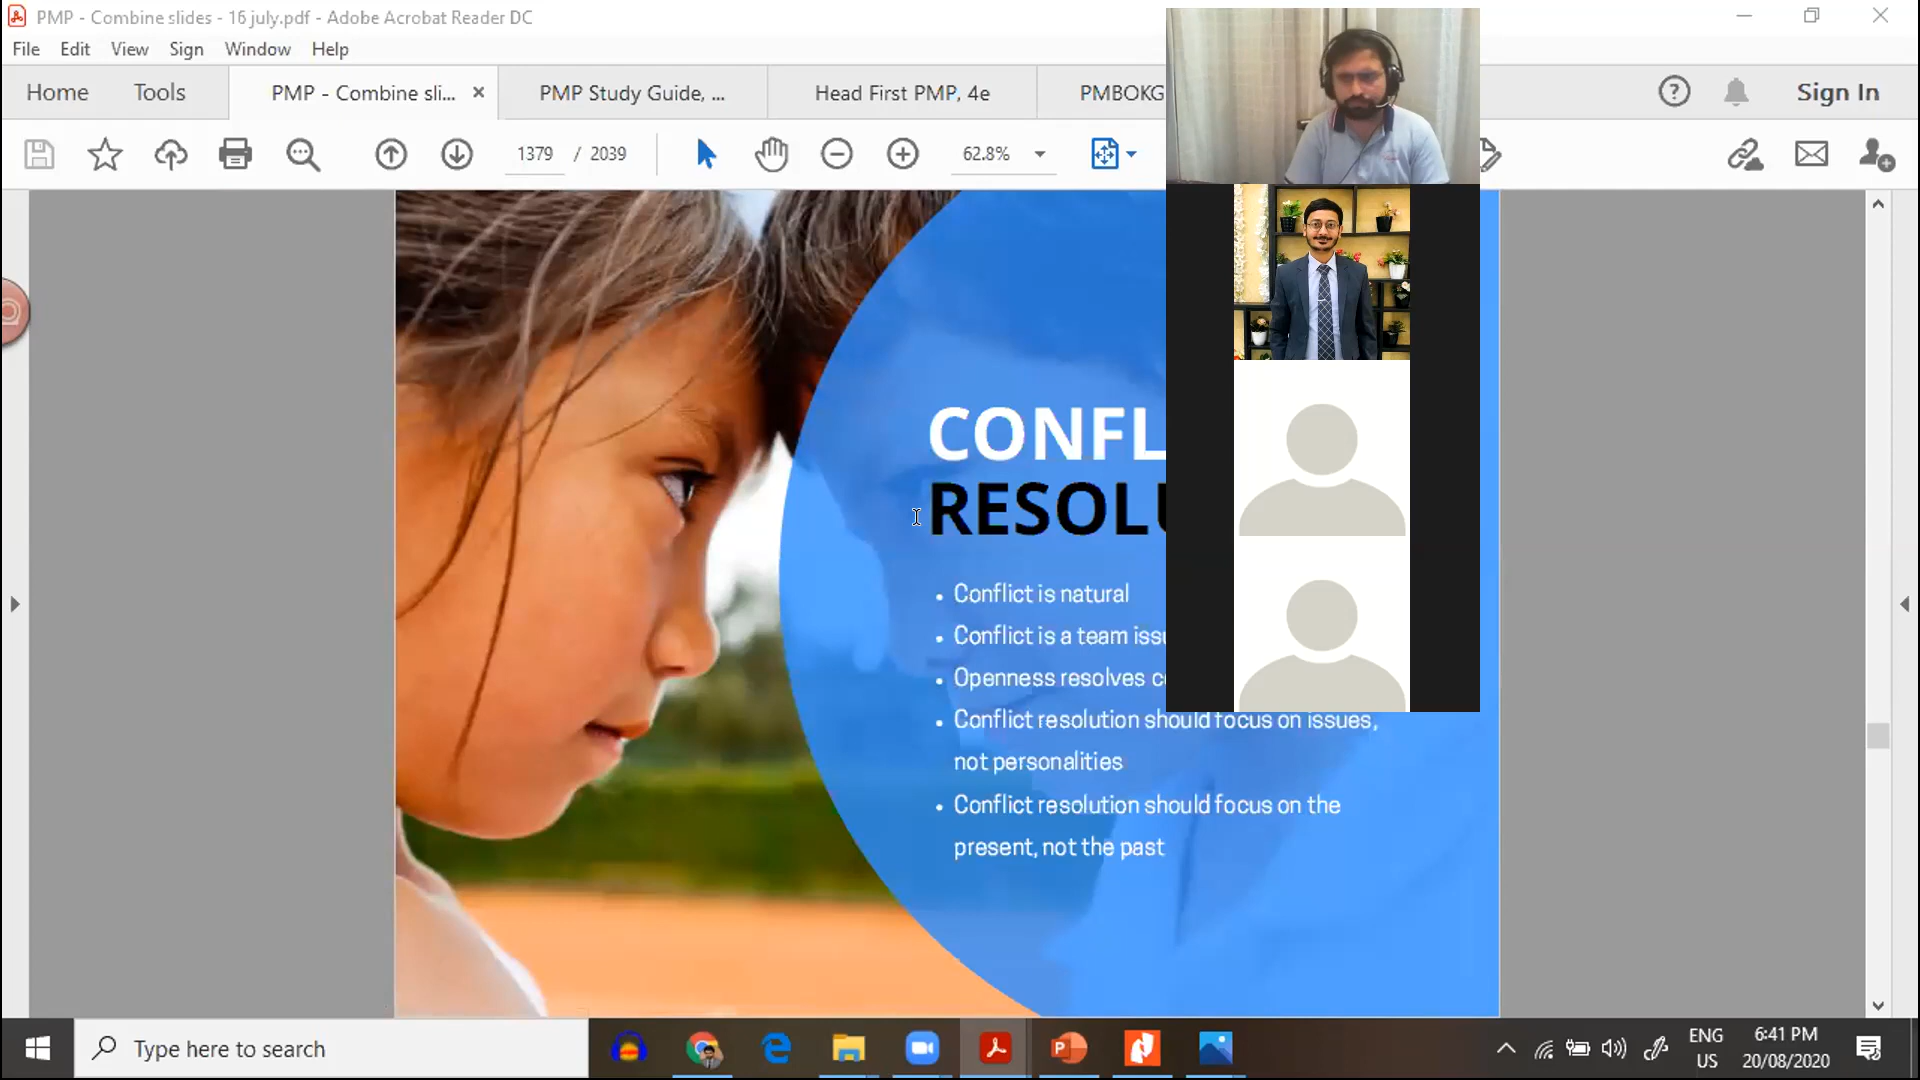 PMP - Combine slides - 16 july.pdf - Adobe Acrobat Reader DC
File Edit View Sign Window Help
Home Tools PMP - Combine sli... PMP Study Guide, ... Head First PMP, 4e PMBOKG Sign In
1379 / 2039 62.8%
CONFL
RESOLU
• Conflict is natural
• Conflict is a team issu
• Openness resolves c
• Conflict resolution should focus on issues,
not personalities
• Conflict resolution should focus on the
present, not the past
Type here to search
ENG 6:41 PM
US 20/08/2020